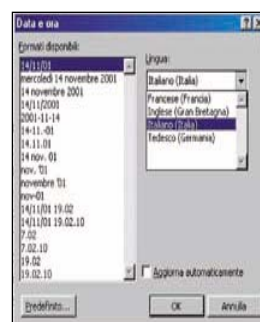 Data e ora
Formati disponibili:
14/11/01
mercoledì 14 novembre 2001
14 novembre 2001
14/11/2001
2001-11-14
14-11.-01
14.11.01
14 nov. 01
nov. '01
novembre '01
nov-01
14/11/01 19.02
14/11/01 19.02.10
7.02
7.02.10
19.02
19.02.10
Lingua:
Italiano (Italia)
Francese (Francia)
Inglese (Gran Bretagna)
Italiano (Italia)
Tedesco (Germania)
Aggiorna automaticamente
Predefinito...
OK
Annulla